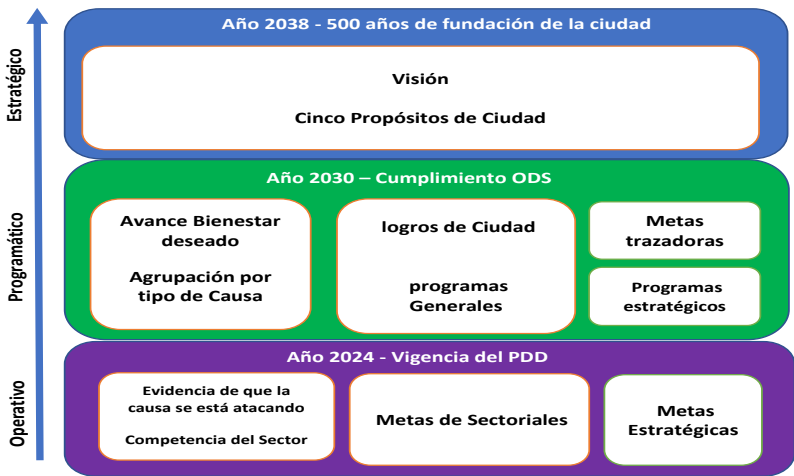 Estratégico
Año 2038 - 500 años de fundación de la ciudad
Visión
Cinco Propósitos de Ciudad
Programático
Año 2030 – Cumplimiento ODS
Avance Bienestar
deseado
Agrupación por
tipo de Causa
logros de Ciudad
programas
Generales
Metas
trazadoras
Programas
estratégicos
Operativo
Año 2024 - Vigencia del PDD
Evidencia de que la
causa se está atacando
Competencia del Sector
Metas de Sectoriales
Metas
Estratégicas